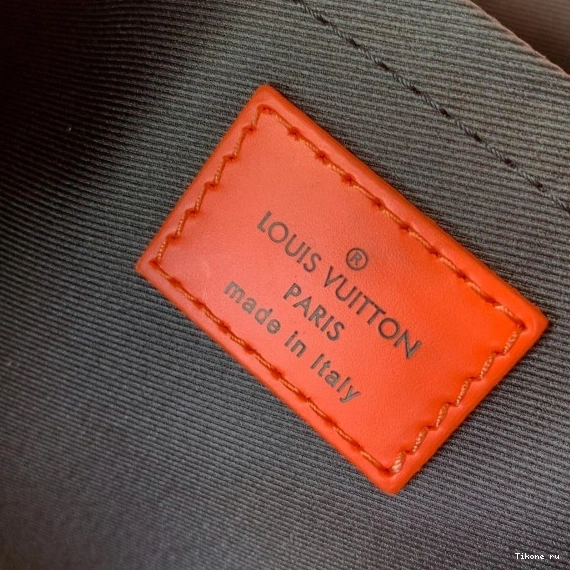 ®
LOUIS VUITTON
PARIS
made in Italy
Tikone ru